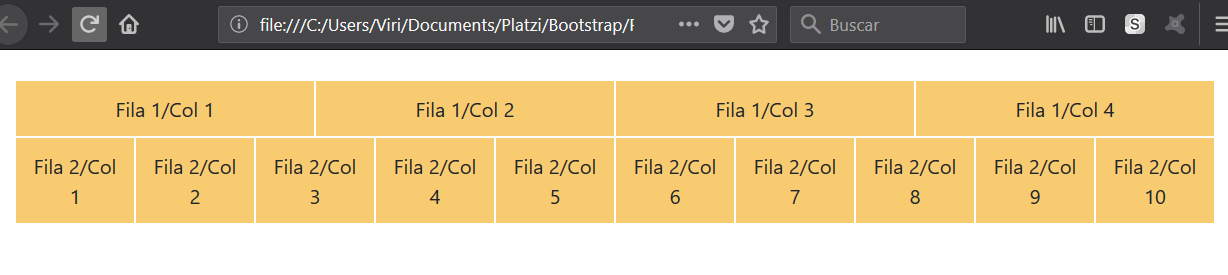 file:///C:/Users/Viri/Documents/Platzi/Bootstrap/
Buscar
S
Fila 1/Col 1
Fila 1/Col 2
Fila 1/Col 3
Fila 1/Col 4
Fila 2/Col
1
Fila 2/Col
2
Fila 2/Col
3
Fila 2/Col
4
Fila 2/Col
5
Fila 2/Col
6
Fila 2/Col
7
Fila 2/Col
8
Fila 2/Col
9
Fila 2/Col
10